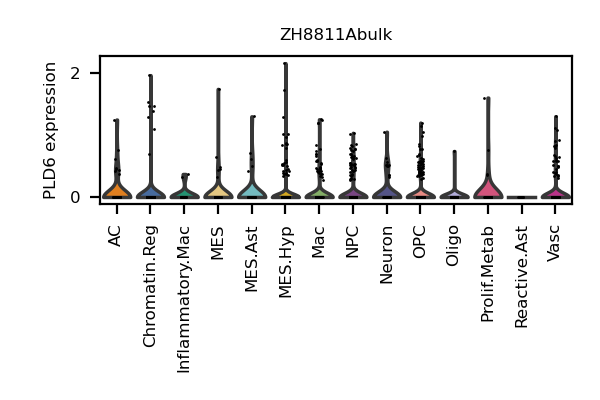 ZH8811Abulk
PLD6 expression
2
0
AC
Chromatin.Reg
Inflammatory.Mac
MES
MES.Ast
MES.Hyp
Mac
NPC
Neuron
OPC
Oligo
Prolif.Metab
Reactive.Ast
Vasc